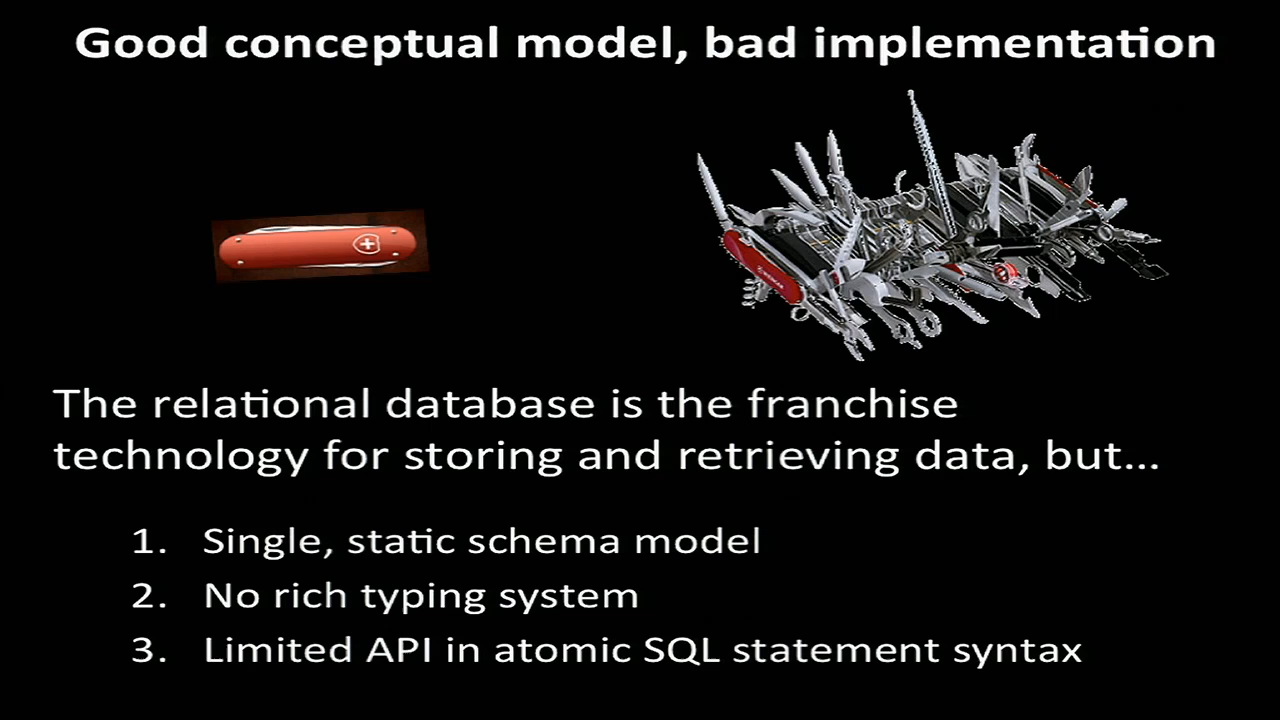 Good conceptual model, bad implementation
The relational database is the franchise
technology for storing and retrieving data, but...
1. Single, static schema model
2. No rich typing system
3. Limited API in atomic SQL statement syntax